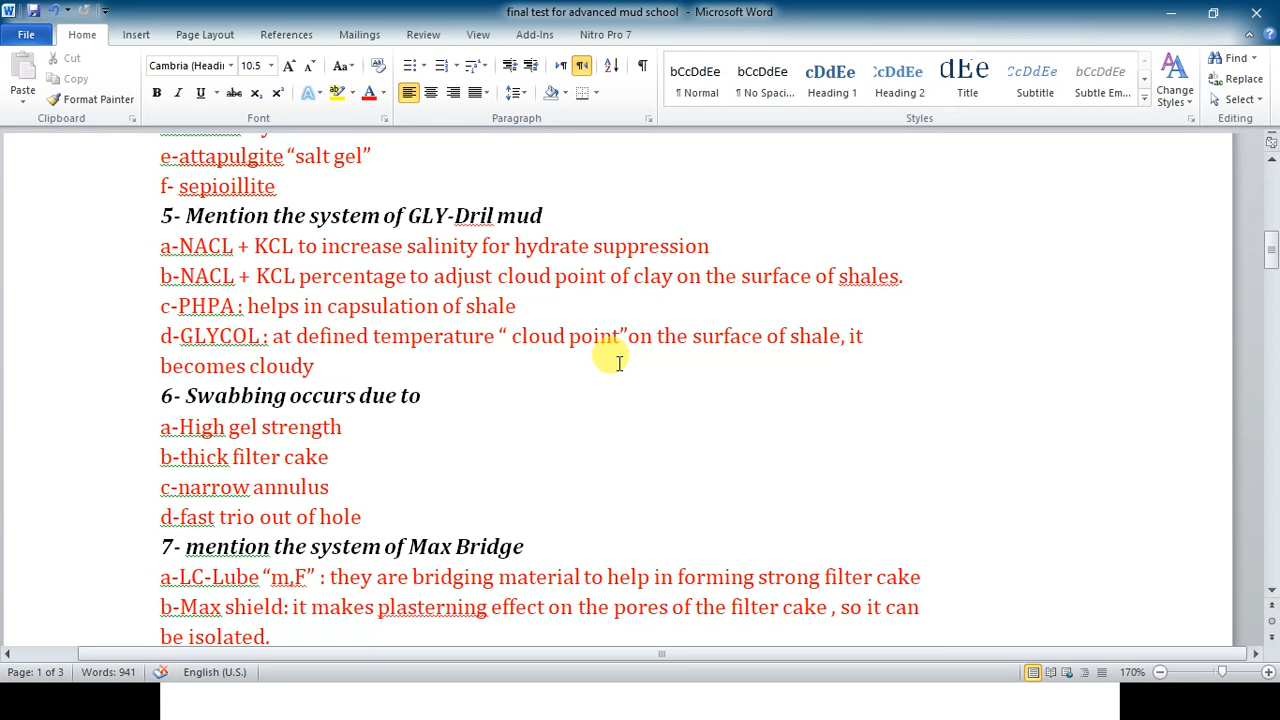 final test for advanced mud school - Microsoft Word
File Home Insert Page Layout References Mailings Review View Add-Ins Nitro Pro 7
Paste
Cut
Copy
Format Painter
Clipboard
Cambria (Headi 10.5
Font
Paragraph
AaBbCcDdEe
¶ Normal
¶ No Spaci...
Heading 1
Heading 2
Title
Subtitle
Subtle Em...
Change Styles
Styles
Find
Replace
Select
Editing
e-attapulgite “salt gel”
f- sepioillite
5- Mention the system of GLY-Dril mud
a-NACL + KCL to increase salinity for hydrate suppression
b-NACL + KCL percentage to adjust cloud point of clay on the surface of shales.
c-PHPA : helps in capsulation of shale
d-GLYCOL : at defined temperature “ cloud point”on the surface of shale, it
becomes cloudy
6- Swabbing occurs due to
a-High gel strength
b-thick filter cake
c-narrow annulus
d-fast trio out of hole
7- mention the system of Max Bridge
a-LC-Lube “m,F” : they are bridging material to help in forming strong filter cake
b-Max shield: it makes plasterning effect on the pores of the filter cake , so it can
be isolated.
Page: 1 of 3 Words: 941 English (U.S.) 170%